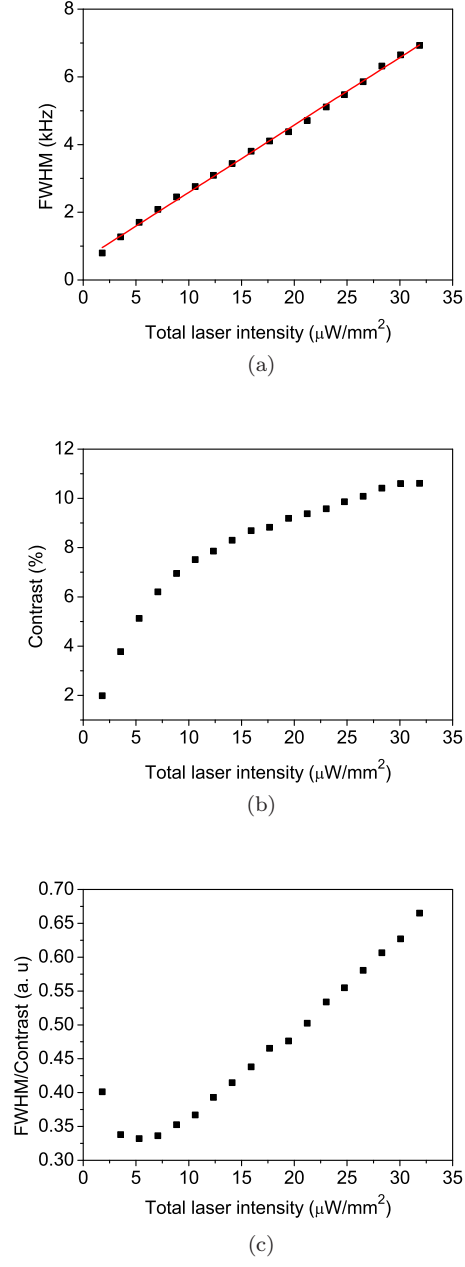 8
6
4
2
0
FWHM (kHz)
0 5 10 15 20 25 30 35
Total laser intensity (μW/mm²)
(a)
12
10
8
6
4
2
Contrast (%)
0 5 10 15 20 25 30 35
Total laser intensity (μW/mm²)
(b)
0.70
0.65
0.60
0.55
0.50
0.45
0.40
0.35
0.30
FWHM/Contrast (a. u)
0 5 10 15 20 25 30 35
Total laser intensity (μW/mm²)
(c)